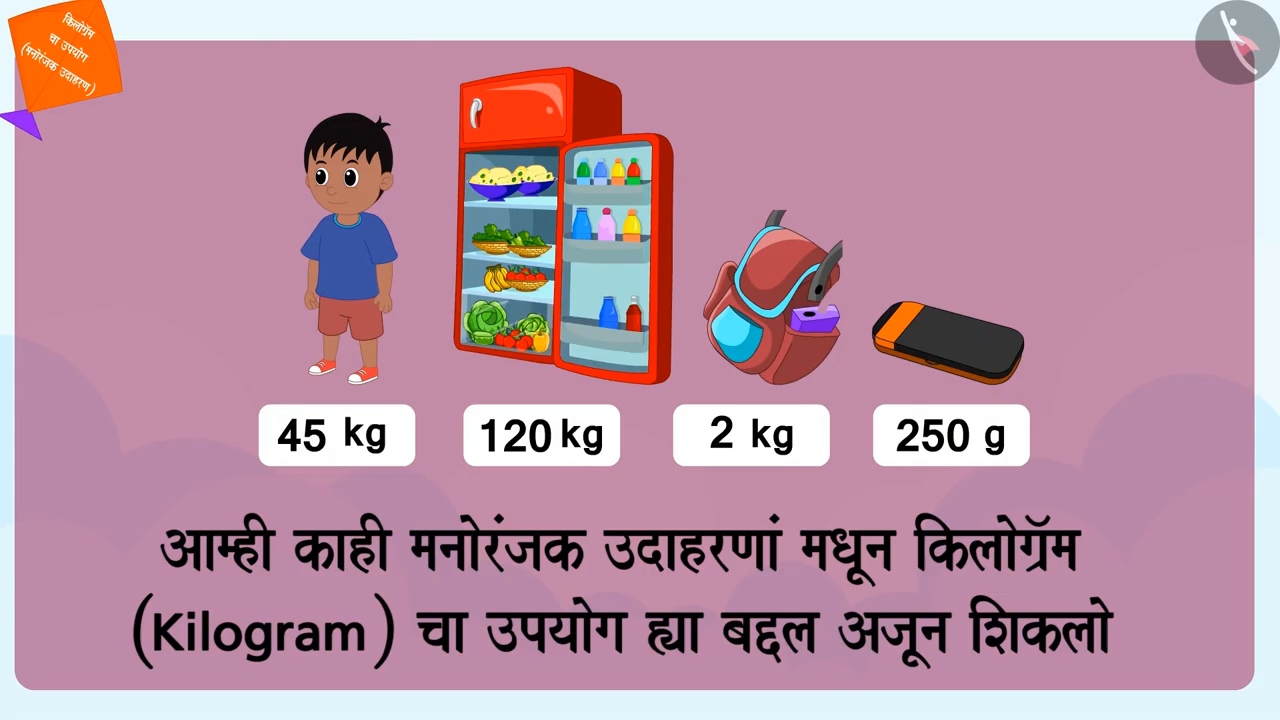 किलोग्रॅम
चा उपयोग
(मनोरंजक उदाहरण)
45 kg
120 kg
2 kg
250 g
आम्ही काही मनोरंजक उदाहरणां मधून किलोग्रॅम
(Kilogram) चा उपयोग ह्या बद्दल अजून शिकलो